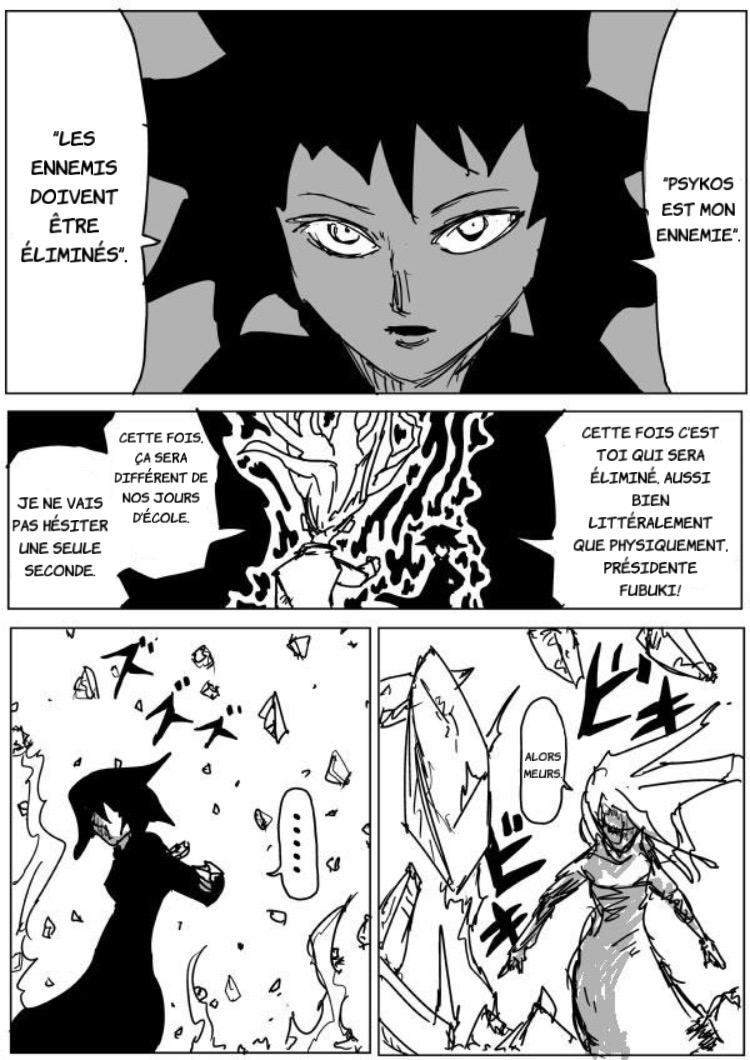 "PSYKOS
EST MON
ENNEMIE".
"LES
ENNEMIS
DOIVENT
ÊTRE
ÉLIMINÉS".
CETTE FOIS C'EST
TOI QUI SERA
ÉLIMINÉ, AUSSI
BIEN
LITTÉRALEMENT
QUE PHYSIQUEMENT,
PRÉSIDENTE
FUBUKI!
CETTE FOIS,
ÇA SERA
DIFFÉRENT DE
NOS JOURS
D'ÉCOLE.
JE NE VAIS
PAS HÉSITER
UNE SEULE
SECONDE.
ビキ
ビキ
ALORS
MEURS.
ズズズ
......